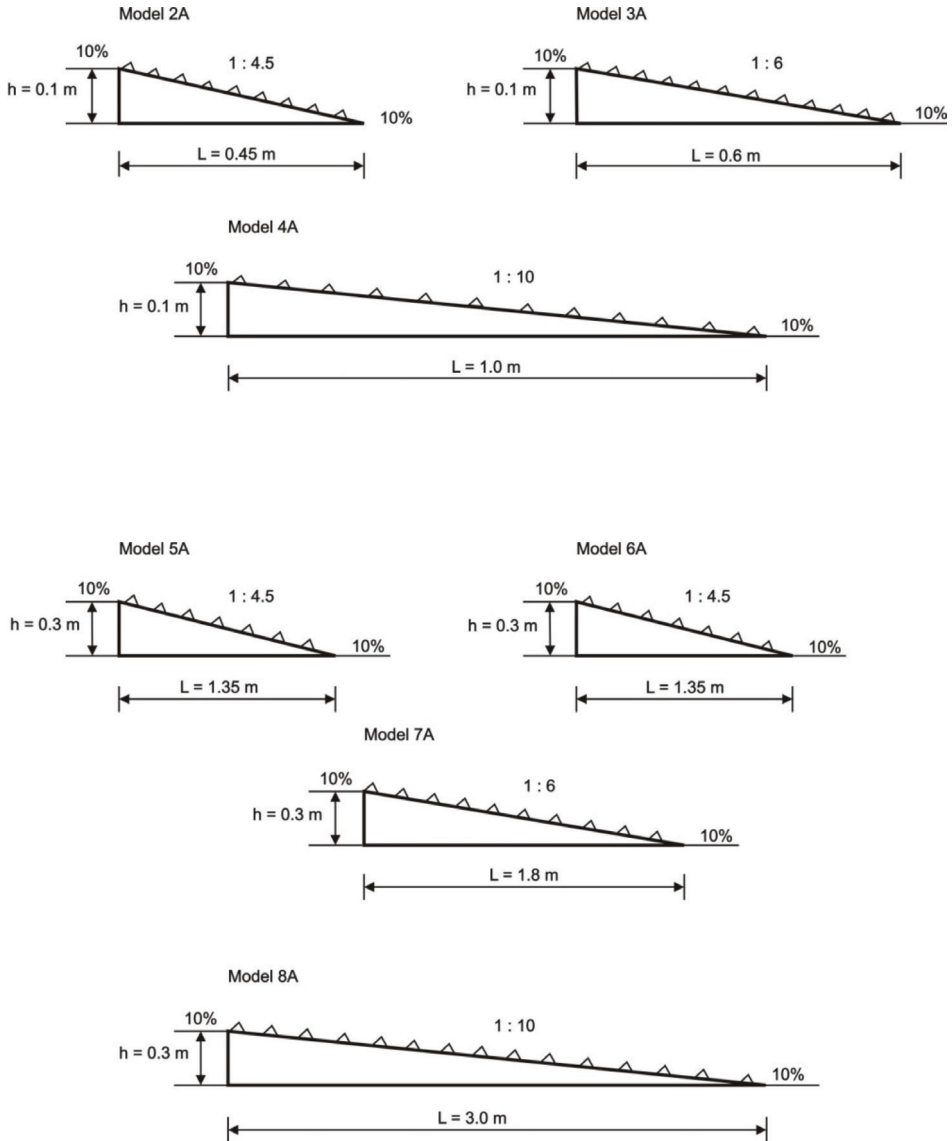 Model 2A
10%
1 : 4.5
h = 0.1 m
10%
L = 0.45 m
Model 3A
10%
1 : 6
h = 0.1 m
10%
L = 0.6 m
Model 4A
10%
1 : 10
h = 0.1 m
10%
L = 1.0 m
Model 5A
10%
1 : 4.5
h = 0.3 m
10%
L = 1.35 m
Model 6A
10%
1 : 4.5
h = 0.3 m
10%
L = 1.35 m
Model 7A
10%
1 : 6
h = 0.3 m
10%
L = 1.8 m
Model 8A
10%
1 : 10
h = 0.3 m
10%
L = 3.0 m